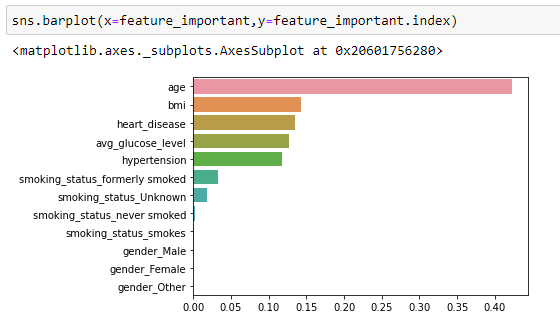 sns.barplot(x=feature_important,y=feature_important.index)
<matplotlib.axes._subplots.AxesSubplot at 0x20601756280>
age
bmi
heart_disease
avg_glucose_level
hypertension
smoking_status_formerly smoked
smoking_status_Unknown
smoking_status_never smoked
smoking_status_smokes
gender_Male
gender_Female
gender_Other
0.00 0.05 0.10 0.15 0.20 0.25 0.30 0.35 0.40